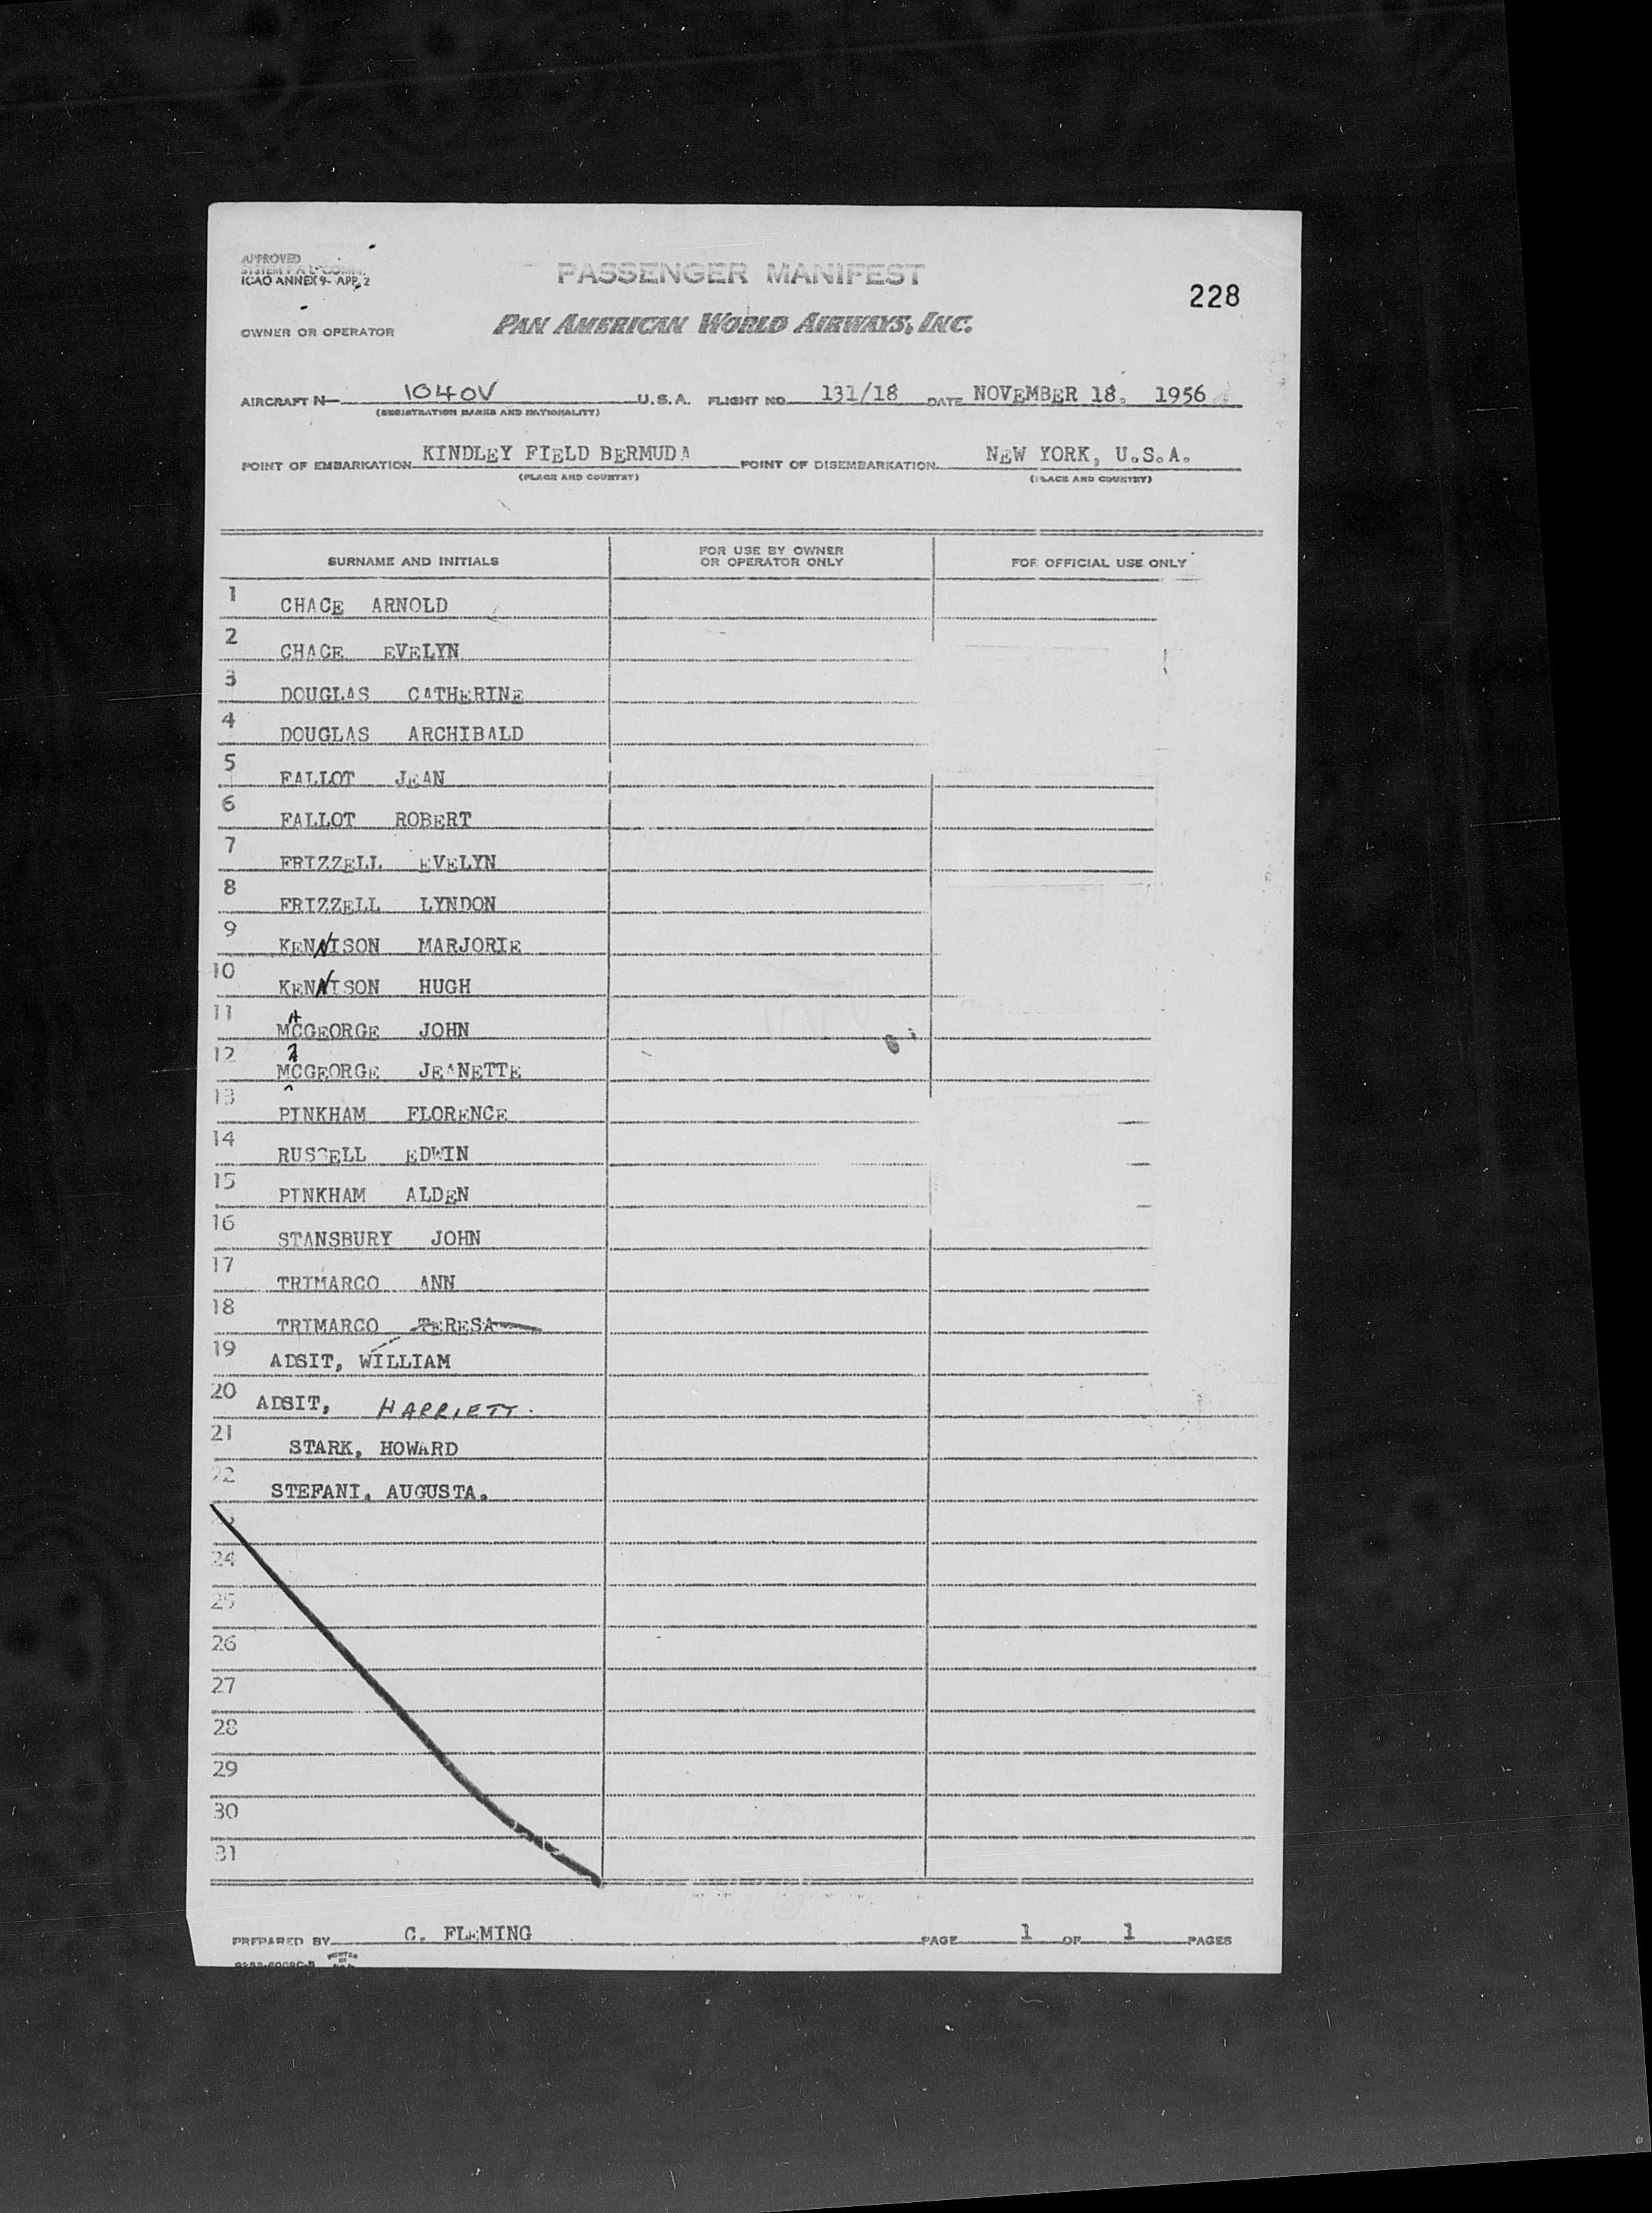 APPROVED
SYSTEM P A L COMM.
ICAO ANNEX 9- APP. 2
PASSENGER MANIFEST
228
OWNER OR OPERATOR PAN AMERICAN WORLD AIRWAYS, INC.
AIRCRAFT N- 1040V U.S.A. FLIGHT NO. 131/18 DATE NOVEMBER 18. 1956
(REGISTRATION MARKS AND NATIONALITY)
POINT OF EMBARKATION KINDLEY FIELD BERMUDA POINT OF DISEMBARKATION NEW YORK, U.S.A.
(PLACE AND COUNTRY) (PLACE AND COUNTRY)
SURNAME AND INITIALS FOR USE BY OWNER OR OPERATOR ONLY FOR OFFICIAL USE ONLY
1 CHACE ARNOLD
2 CHACE EVELYN
3 DOUGLAS CATHERINE
4 DOUGLAS ARCHIBALD
5 FALLOT JEAN
6 FALLOT ROBERT
7 FRIZZELL EVELYN
8 FRIZZELL LYNDON
9 KENNISON MARJORIE
10 KENNISON HUGH
11 MCGEORGE JOHN
12 MCGEORGE JEANETTE
13 PINKHAM FLORENCE
14 RUSSELL EDWIN
15 PINKHAM ALDEN
16 STANSBURY JOHN
17 TRIMARCO ANN
18 TRIMARCO TERESA
19 ADSIT, WILLIAM
20 ADSIT, HARRIETT.
21 STARK, HOWARD
22 STEFANI, AUGUSTA.
23
24
25
26
27
28
29
30
31
PREPARED BY C. FLEMING PAGE 1 OF 1 PAGES